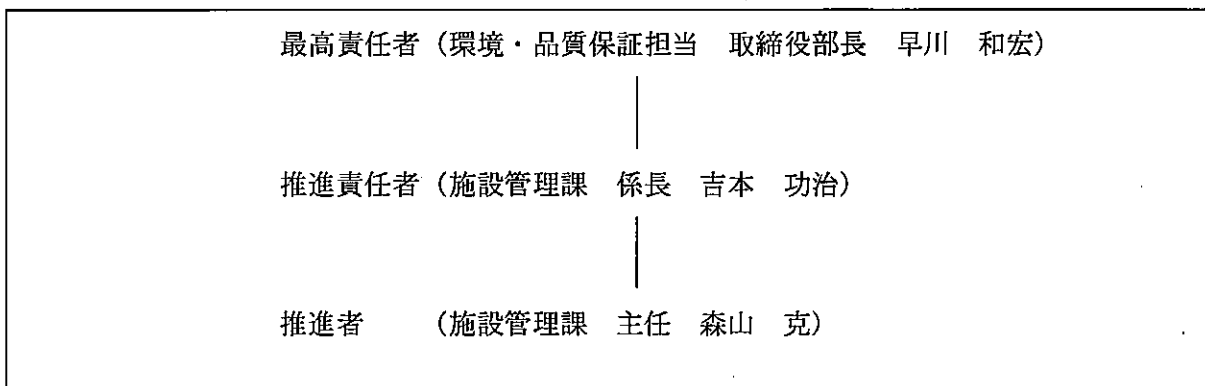 最高責任者（環境・品質保証担当　取締役部長　早川　和宏）
推進責任者（施設管理課　係長　吉本　功治）
推進者　　（施設管理課　主任　森山　克）